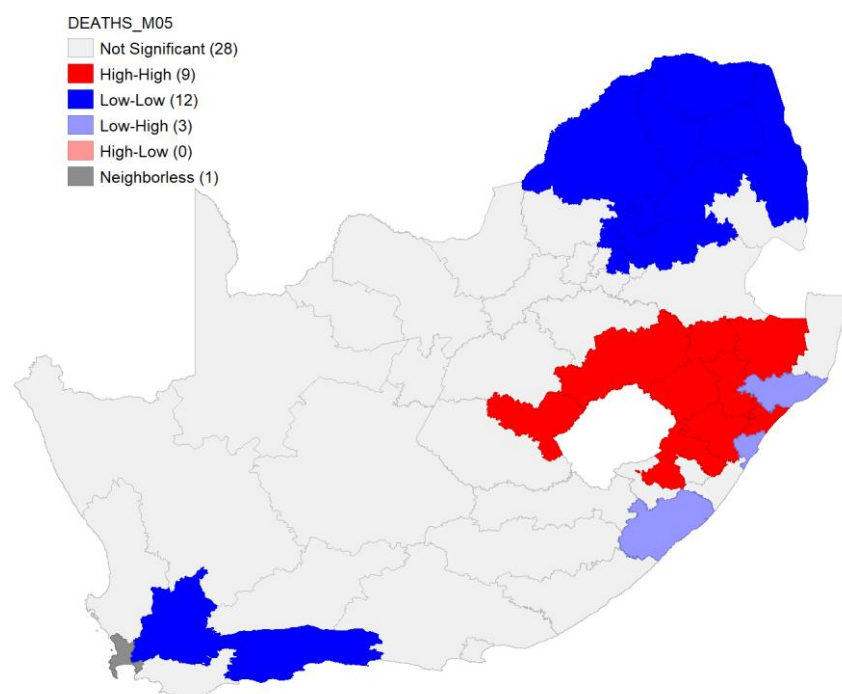 DEATHS_M05
Not Significant (28)
High-High (9)
Low-Low (12)
Low-High (3)
High-Low (0)
Neighborless (1)